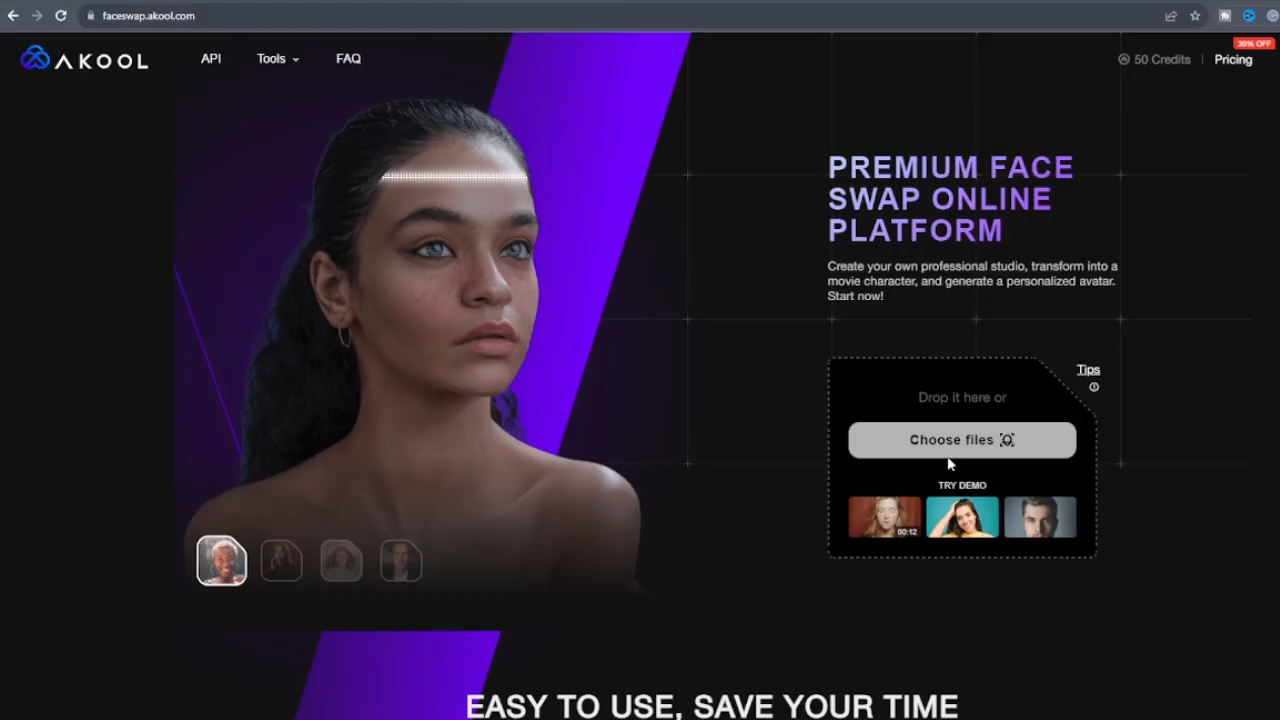 faceswap.akool.com
30% OFF
AKOOL
API
Tools
FAQ
50 Credits
Pricing
PREMIUM FACE
SWAP ONLINE
PLATFORM
Create your own professional studio, transform into a
movie character, and generate a personalized avatar.
Start now!
Tips
Drop it here or
Choose files
TRY DEMO
00:12
EASY TO USE, SAVE YOUR TIME